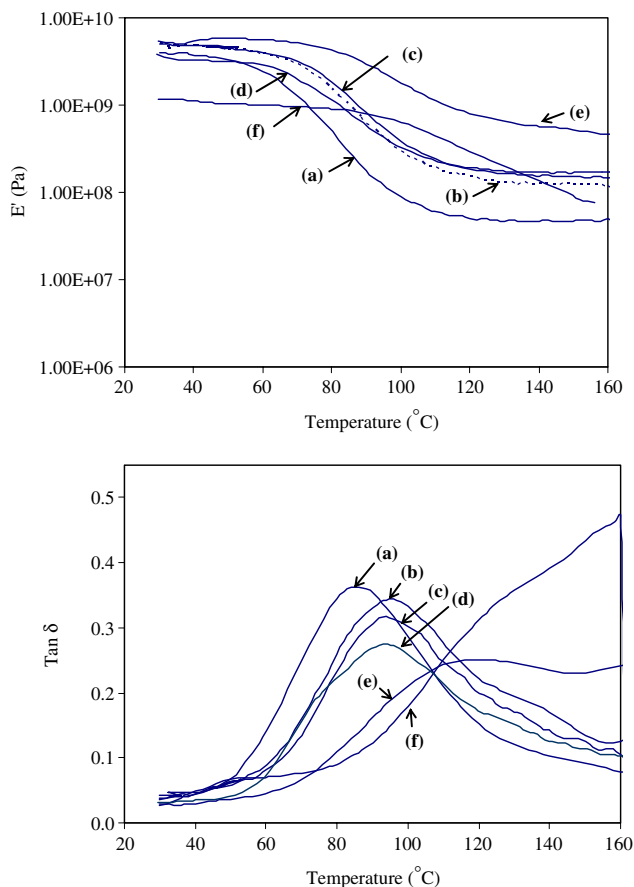 1.00E+10
(c)
(d)
(e)
1.00E+09
(f)
(a)
(b)
1.00E+08
E' (Pa)
1.00E+07
1.00E+06
20 40 60 80 100 120 140 160
Temperature (°C)
0.5
(a)
(b)
0.4
(c)
(d)
0.3
Tan δ
0.2
(e)
(f)
0.1
0.0
20 40 60 80 100 120 140 160
Temperature (°C)